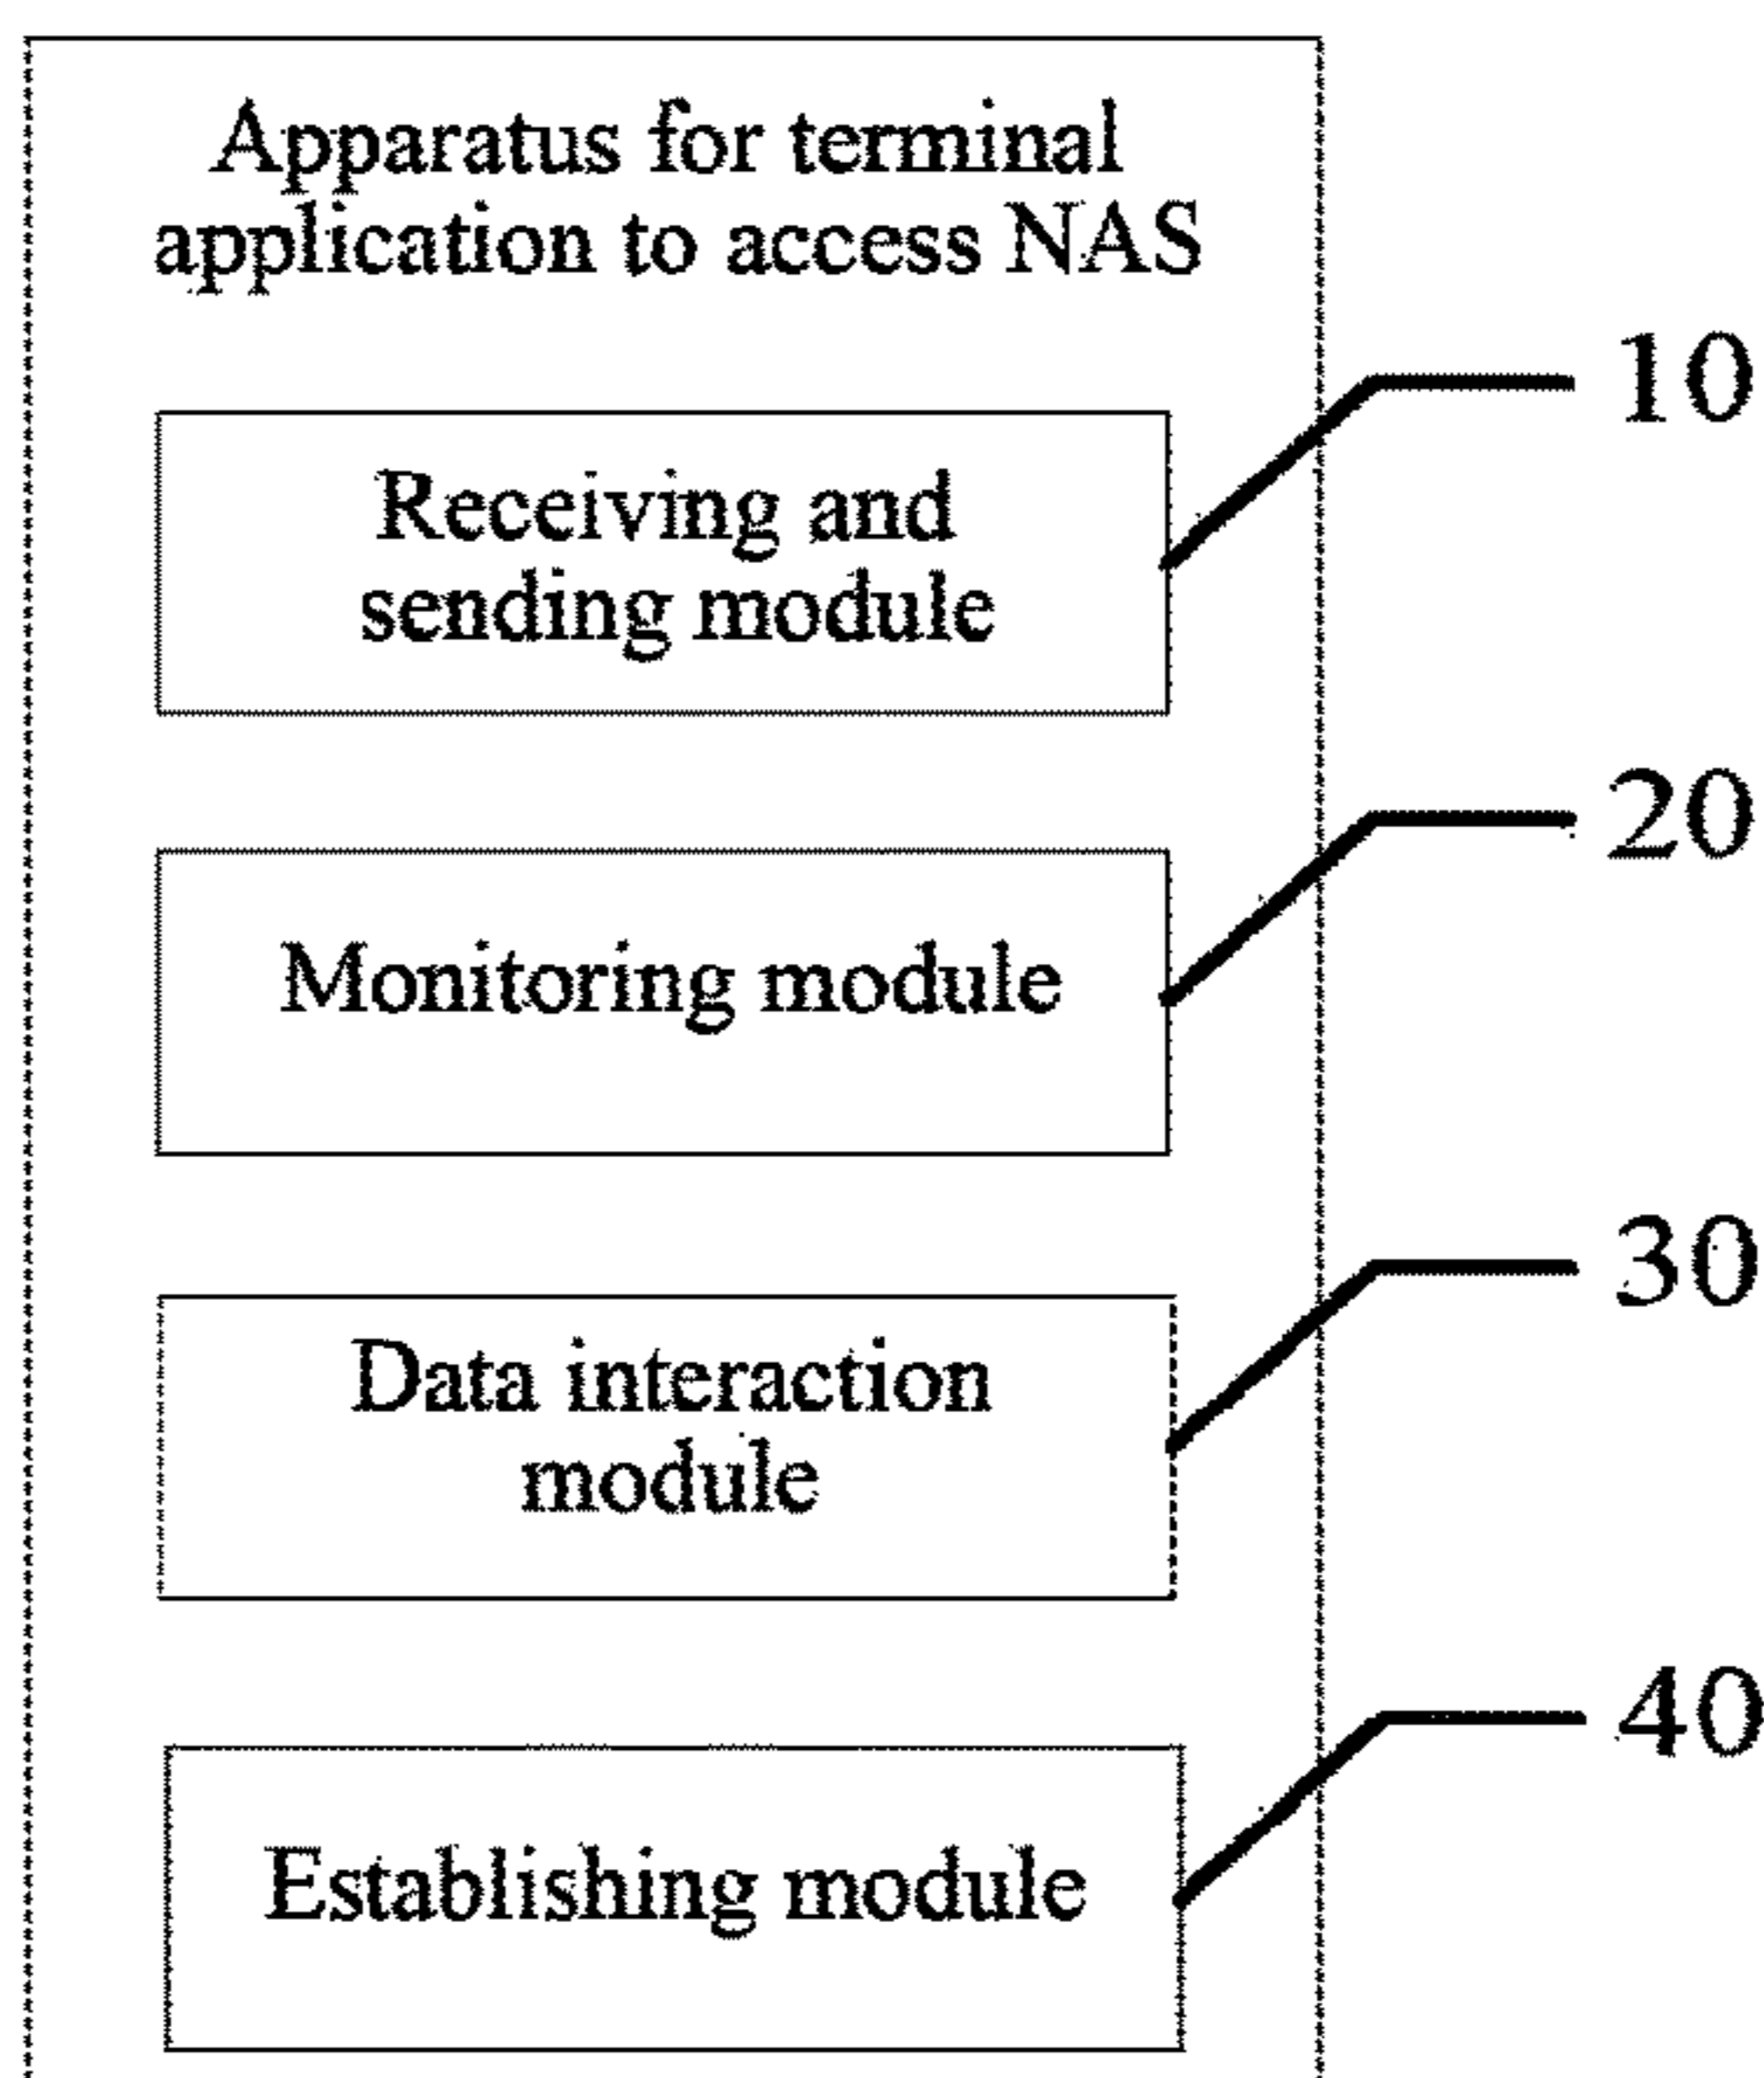 Apparatus for terminal
application to access NAS
10
Receiving and
sending module
20
Monitoring module
30
Data interaction
module
40
Establishing module